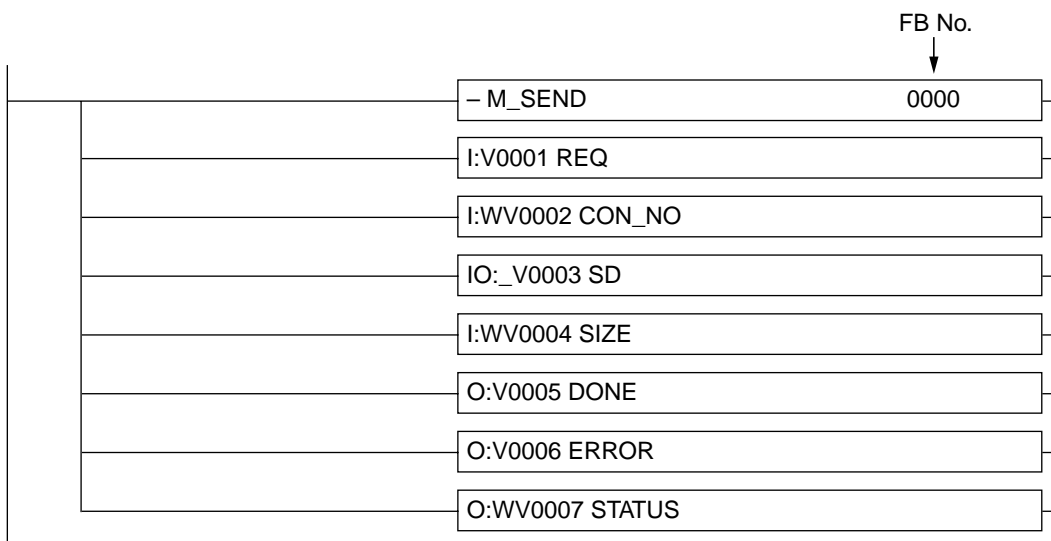 FB No.
– M_SEND 0000
I:V0001 REQ
I:WV0002 CON_NO
IO:_V0003 SD
I:WV0004 SIZE
O:V0005 DONE
O:V0006 ERROR
O:WV0007 STATUS